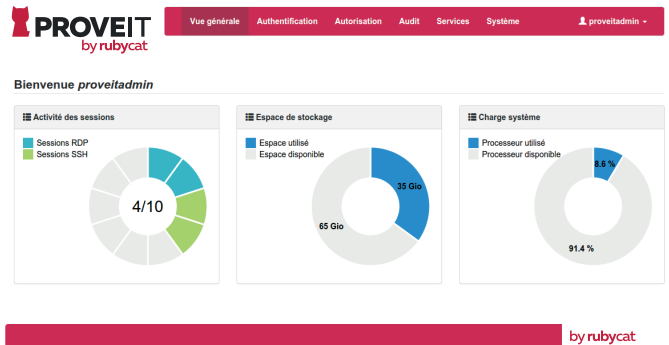 PROVEIT
by rubycat
Vue générale Authentification Autorisation Audit Services Système proveitadmin
Bienvenue proveitadmin
Activité des sessions
Sessions RDP
Sessions SSH
4/10
Espace de stockage
Espace utilisé
Espace disponible
35 Gio
65 Gio
Charge système
Processeur utilisé
Processeur disponible
8.6 %
91.4 %
by rubycat